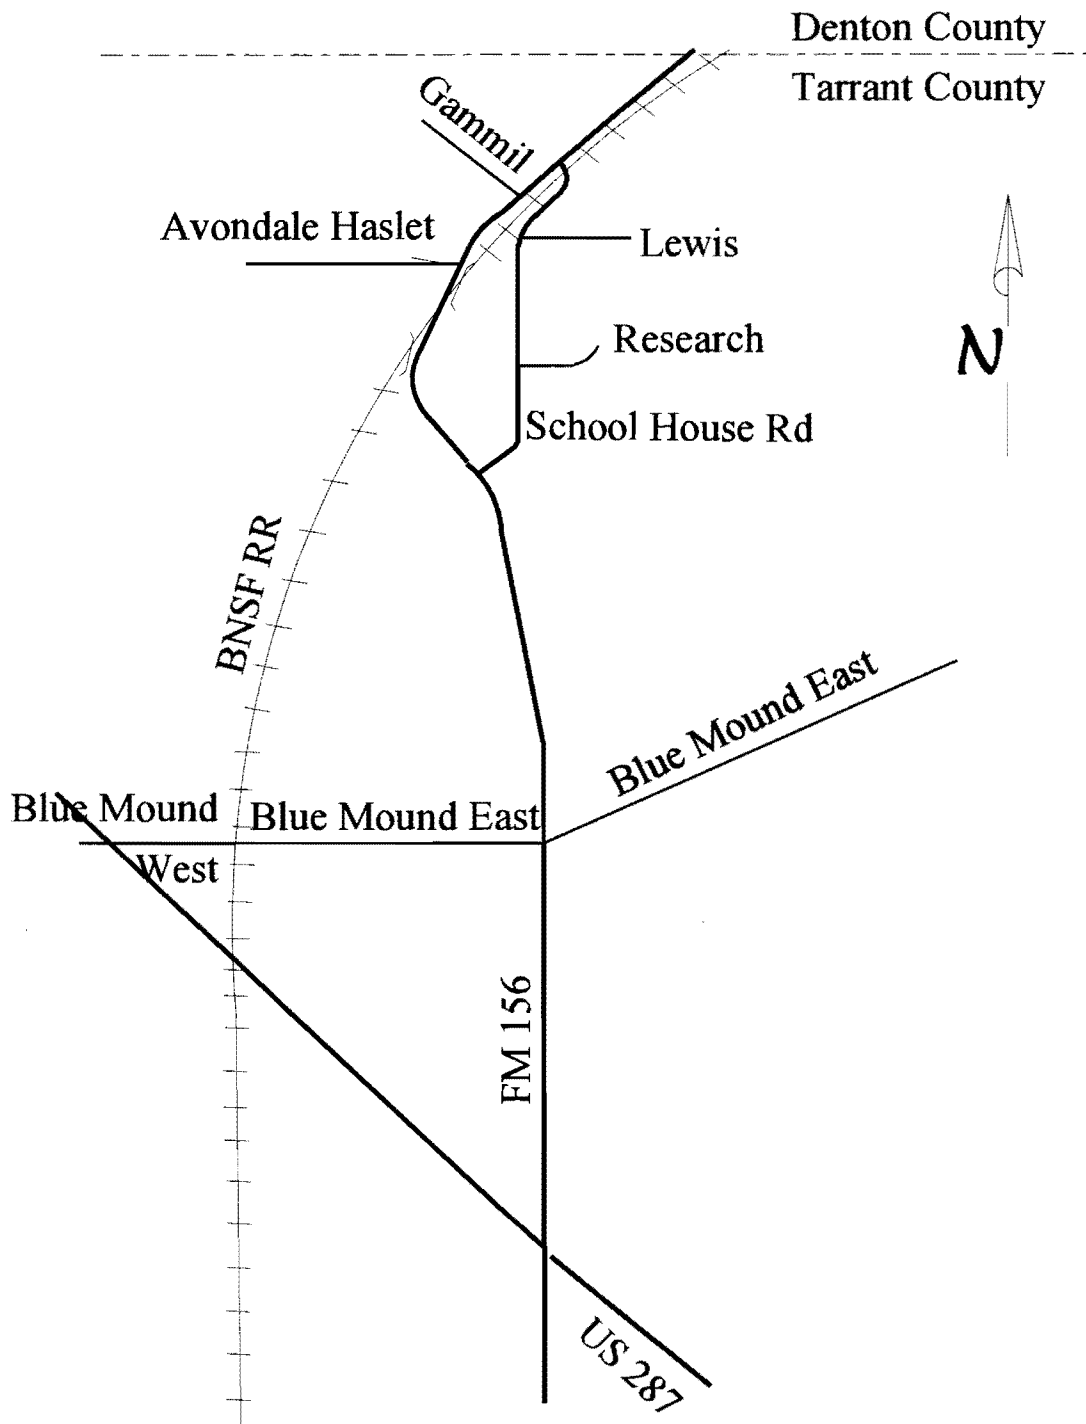 Denton County
Tarrant County
Gammil
Avondale Haslet
Lewis
Research
N
School House Rd
BNSF RR
Blue Mound East
Blue Mound
West
Blue Mound East
FM 156
US 287